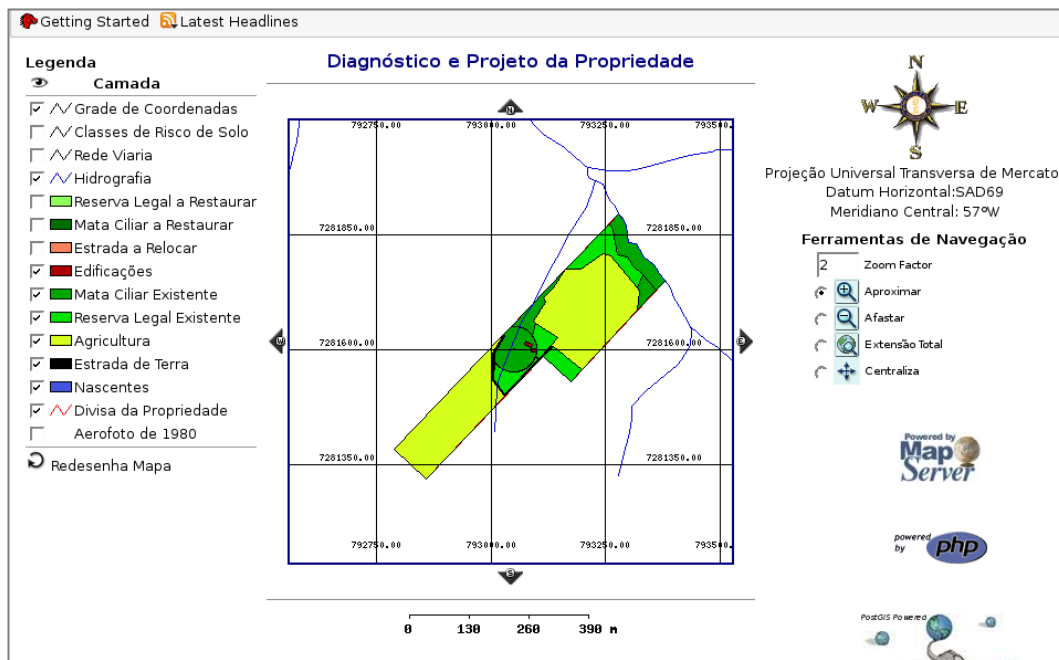 Getting Started Latest Headlines
Legenda
Camada
Grade de Coordenadas
Classes de Risco de Solo
Rede Viaria
Hidrografia
Reserva Legal a Restaurar
Mata Ciliar a Restaurar
Estrada a Relocar
Edificações
Mata Ciliar Existente
Reserva Legal Existente
Agricultura
Estrada de Terra
Nascentes
Divisa da Propriedade
Aerofoto de 1980
Redesenha Mapa
Diagnóstico e Projeto da Propriedade
N
792750.00 793000.00 793250.00 793500.
7281850.00 7281850.00
W 7281600.00 7281600.00 E
7281350.00 7281350.00
792750.00 793000.00 793250.00 793500.
S
0 130 260 390 m
N
W E
S
Projeção Universal Transversa de Mercato
Datum Horizontal:SAD69
Meridiano Central: 57ºW
Ferramentas de Navegação
2 Zoom Factor
Aproximar
Afastar
Extensão Total
Centraliza
Powered by
Map
Server
powered
by php
PostGIS Powered